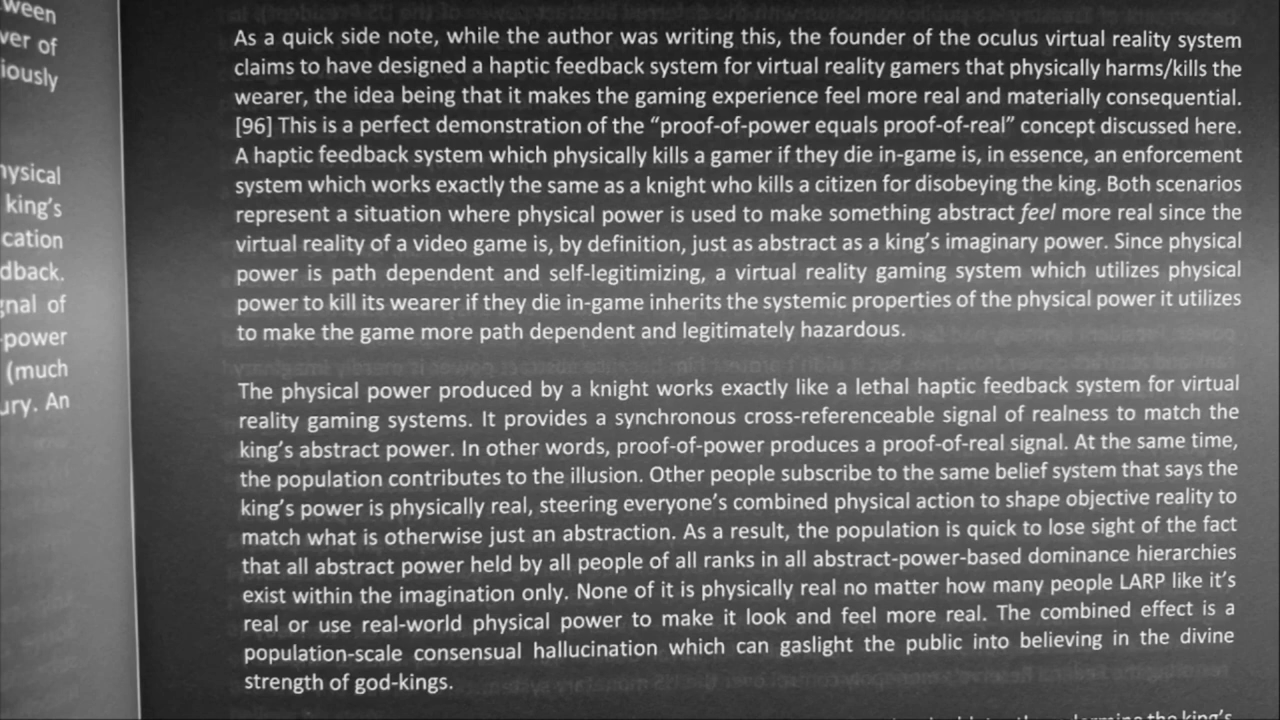 ween
ver of
iously
hysical
king's
cation
dback.
gnal of
-power
(much
ury. An
As a quick side note, while the author was writing this, the founder of the oculus virtual reality system
claims to have designed a haptic feedback system for virtual reality gamers that physically harms/kills the
wearer, the idea being that it makes the gaming experience feel more real and materially consequential.
[96] This is a perfect demonstration of the “proof-of-power equals proof-of-real” concept discussed here.
A haptic feedback system which physically kills a gamer if they die in-game is, in essence, an enforcement
system which works exactly the same as a knight who kills a citizen for disobeying the king. Both scenarios
represent a situation where physical power is used to make something abstract feel more real since the
virtual reality of a video game is, by definition, just as abstract as a king's imaginary power. Since physical
power is path dependent and self-legitimizing, a virtual reality gaming system which utilizes physical
power to kill its wearer if they die in-game inherits the systemic properties of the physical power it utilizes
to make the game more path dependent and legitimately hazardous.
The physical power produced by a knight works exactly like a lethal haptic feedback system for virtual
reality gaming systems. It provides a synchronous cross-referenceable signal of realness to match the
king's abstract power. In other words, proof-of-power produces a proof-of-real signal. At the same time,
the population contributes to the illusion. Other people subscribe to the same belief system that says the
king's power is physically real, steering everyone's combined physical action to shape objective reality to
match what is otherwise just an abstraction. As a result, the population is quick to lose sight of the fact
that all abstract power held by all people of all ranks in all abstract-power-based dominance hierarchies
exist within the imagination only. None of it is physically real no matter how many people LARP like it's
real or use real-world physical power to make it look and feel more real. The combined effect is a
population-scale consensual hallucination which can gaslight the public into believing in the divine
strength of god-kings.
the king's